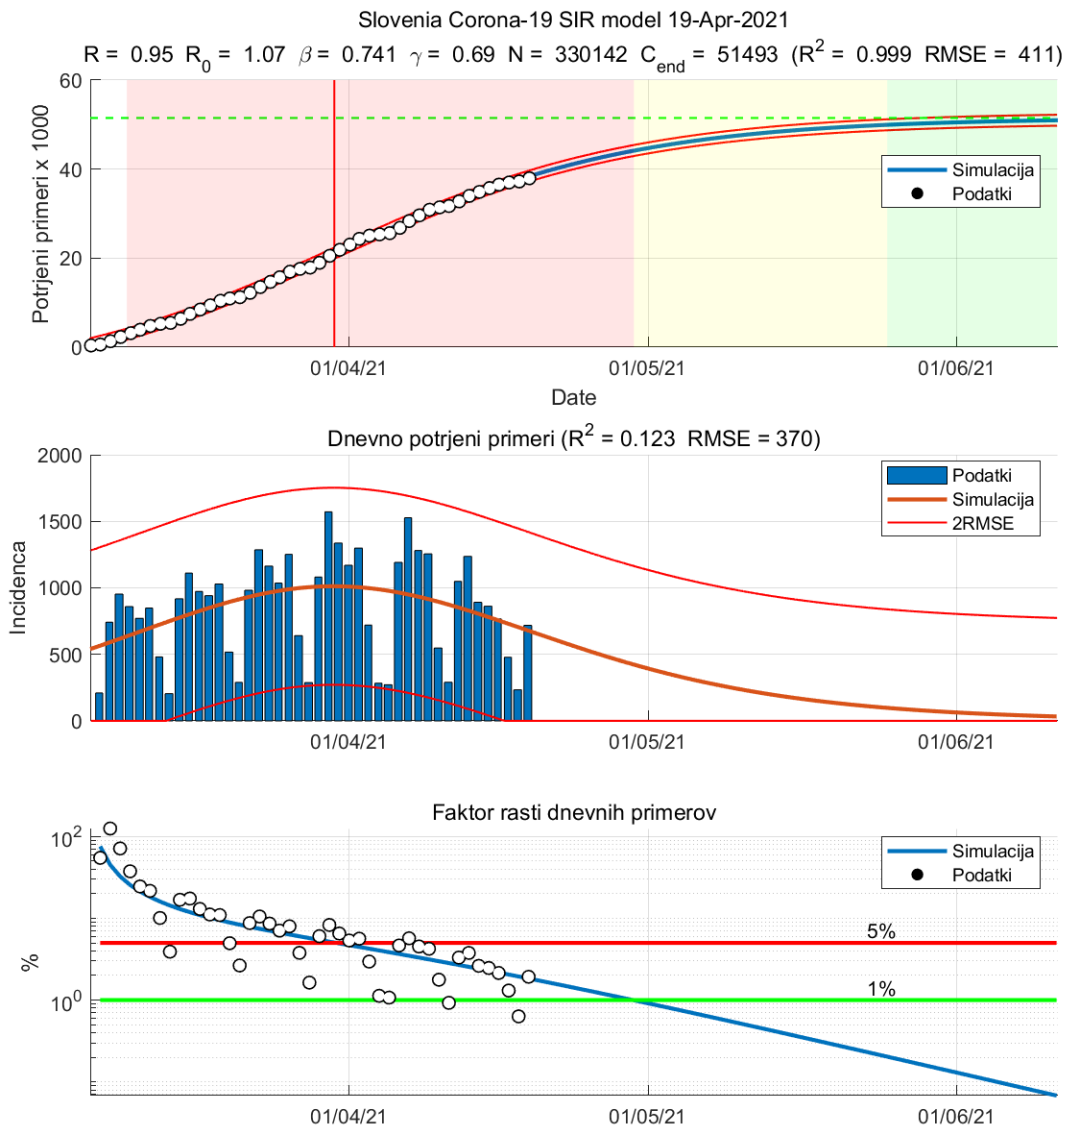 Slovenia Corona-19 SIR model 19-Apr-2021
R = 0.95 R0 = 1.07 β = 0.741 γ = 0.69 N = 330142 Cend = 51493 (R2 = 0.999 RMSE = 411)
60
40
20
0
Potrjeni primeri x 1000
Simulacija
Podatki
01/04/21 01/05/21 01/06/21
Date
Dnevno potrjeni primeri (R2 = 0.123 RMSE = 370)
2000
1500
1000
500
0
Incidenca
Podatki
Simulacija
2RMSE
01/04/21 01/05/21 01/06/21
Faktor rasti dnevnih primerov
102
100
%
Simulacija
Podatki
5%
1%
01/04/21 01/05/21 01/06/21